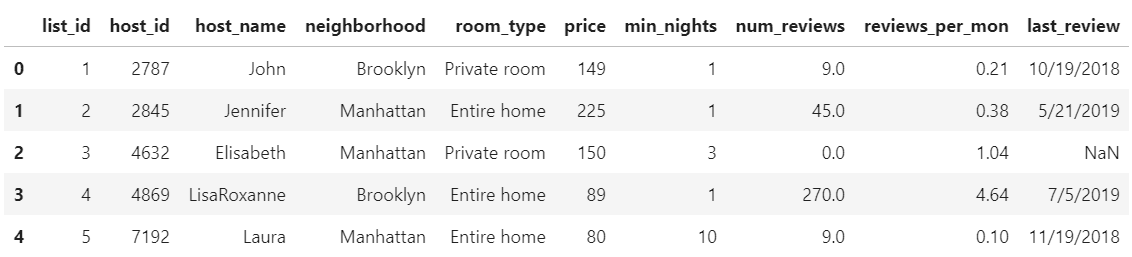 list_id host_id host_name neighborhood room_type price min_nights num_reviews reviews_per_mon last_review
0 1 2787 John Brooklyn Private room 149 1 9.0 0.21 10/19/2018
1 2 2845 Jennifer Manhattan Entire home 225 1 45.0 0.38 5/21/2019
2 3 4632 Elisabeth Manhattan Private room 150 3 0.0 1.04 NaN
3 4 4869 LisaRoxanne Brooklyn Entire home 89 1 270.0 4.64 7/5/2019
4 5 7192 Laura Manhattan Entire home 80 10 9.0 0.10 11/19/2018